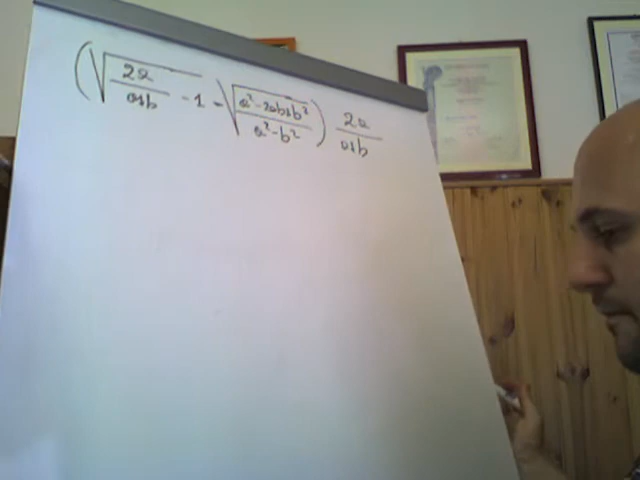 (√(2a/(a+b) - 1) - √((a²-2ab+b²)/(a²-b²))) 2a/(a+b)